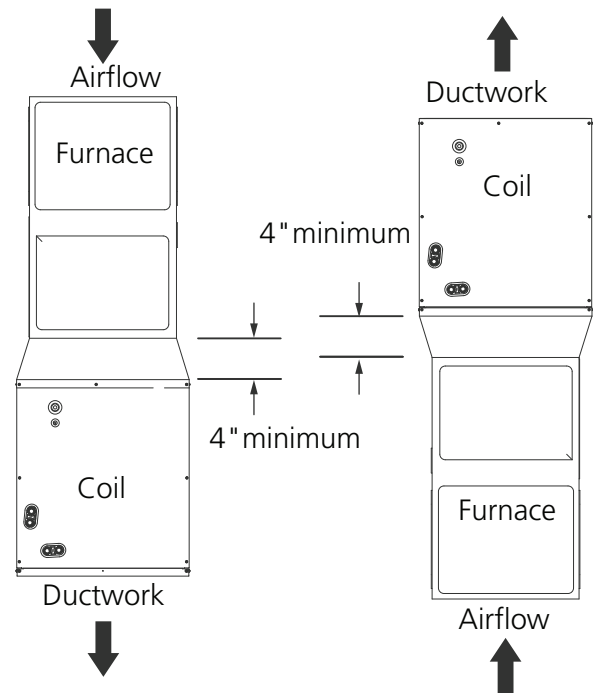 Airflow
Furnace
4"minimum
Coil
Ductwork
Ductwork
Coil
4"minimum
Furnace
Airflow